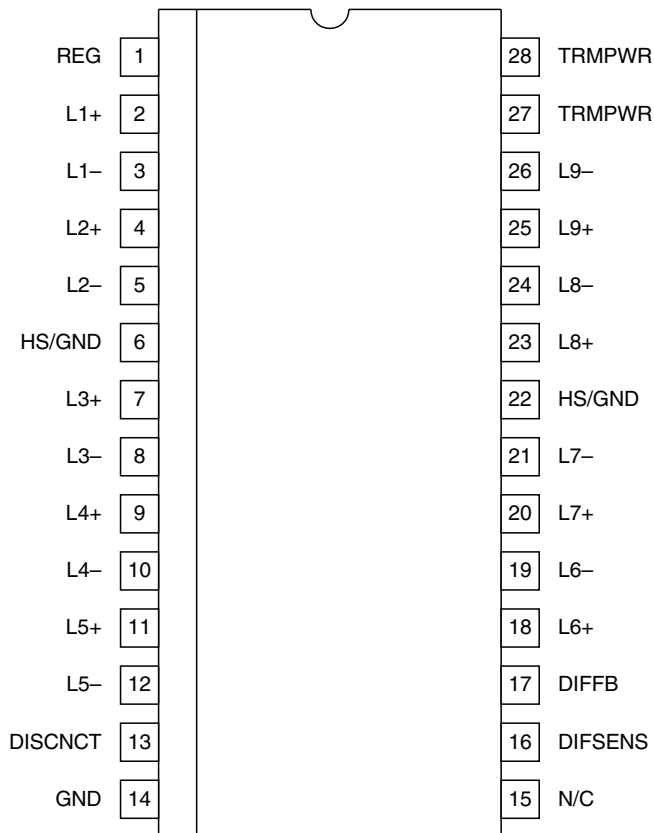 REG 1 28 TRMPWR
L1+ 2 27 TRMPWR
L1– 3 26 L9–
L2+ 4 25 L9+
L2– 5 24 L8–
HS/GND 6 23 L8+
L3+ 7 22 HS/GND
L3– 8 21 L7–
L4+ 9 20 L7+
L4– 10 19 L6–
L5+ 11 18 L6+
L5– 12 17 DIFFB
DISCNCT 13 16 DIFSENS
GND 14 15 N/C